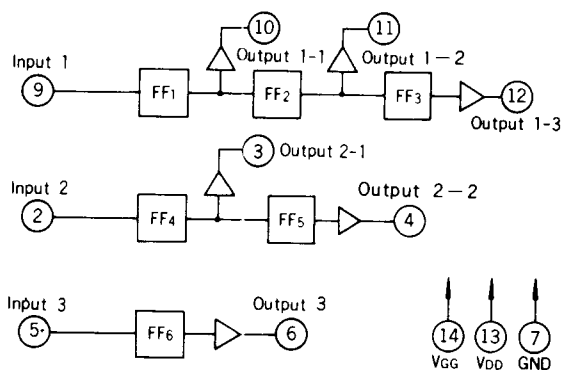 10 11
Input 1 Output 1-1 Output 1-2
9 FF1 FF2 FF3 12
Output 1-3
3 Output 2-1
Input 2 Output 2-2
2 FF4 FF5 4
Input 3 Output 3
5 FF6 6
14 13 7
VGG VDD GND